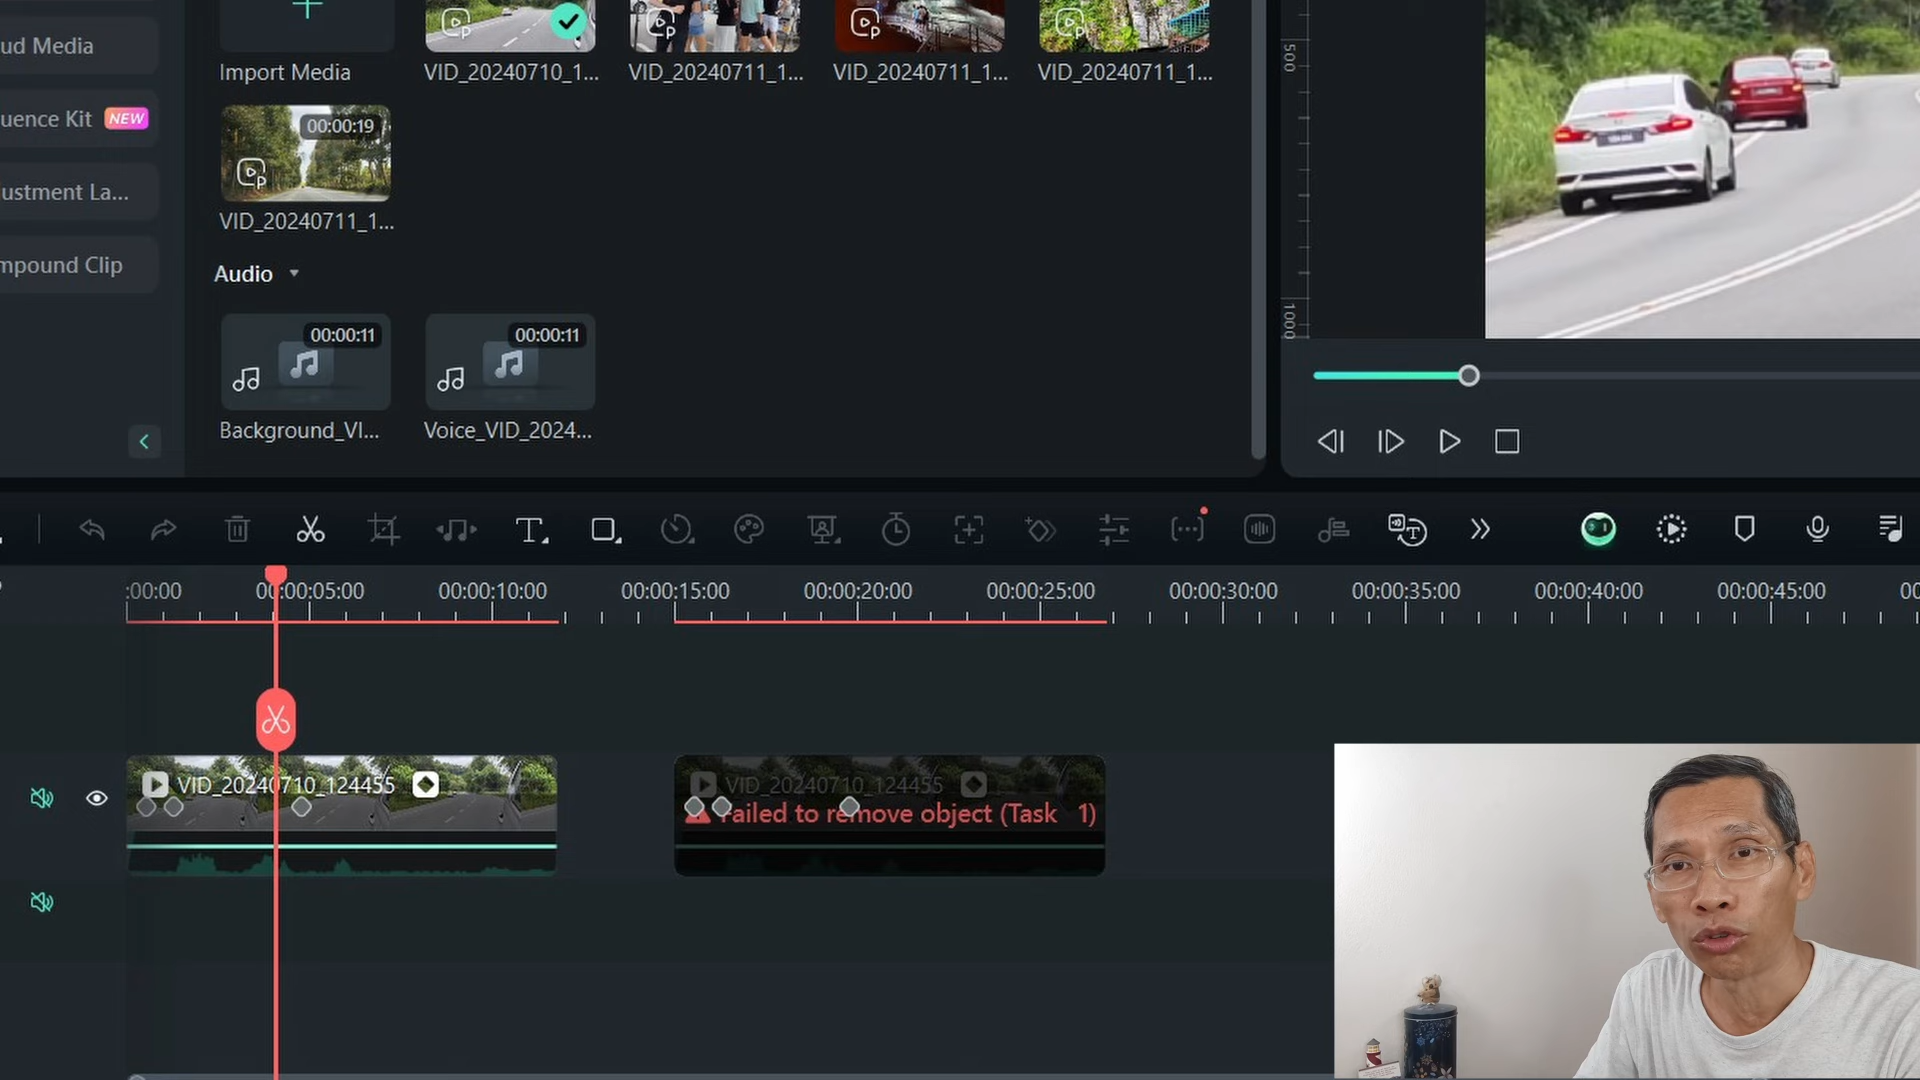 ud Media
Import Media
VID_20240710_1...
VID_20240711_1...
VID_20240711_1...
VID_20240711_1...
uence Kit NEW
00:00:19
ustment La...
VID_20240711_1...
mpound Clip
Audio
00:00:11
00:00:11
Background_VI...
Voice_VID_2024...
500
1000
:00:00
00:00:05:00
00:00:10:00
00:00:15:00
00:00:20:00
00:00:25:00
00:00:30:00
00:00:35:00
00:00:40:00
00:00:45:00
00
VID_20240710_124455
VID_20240710_124455
Failed to remove object (Task 1)